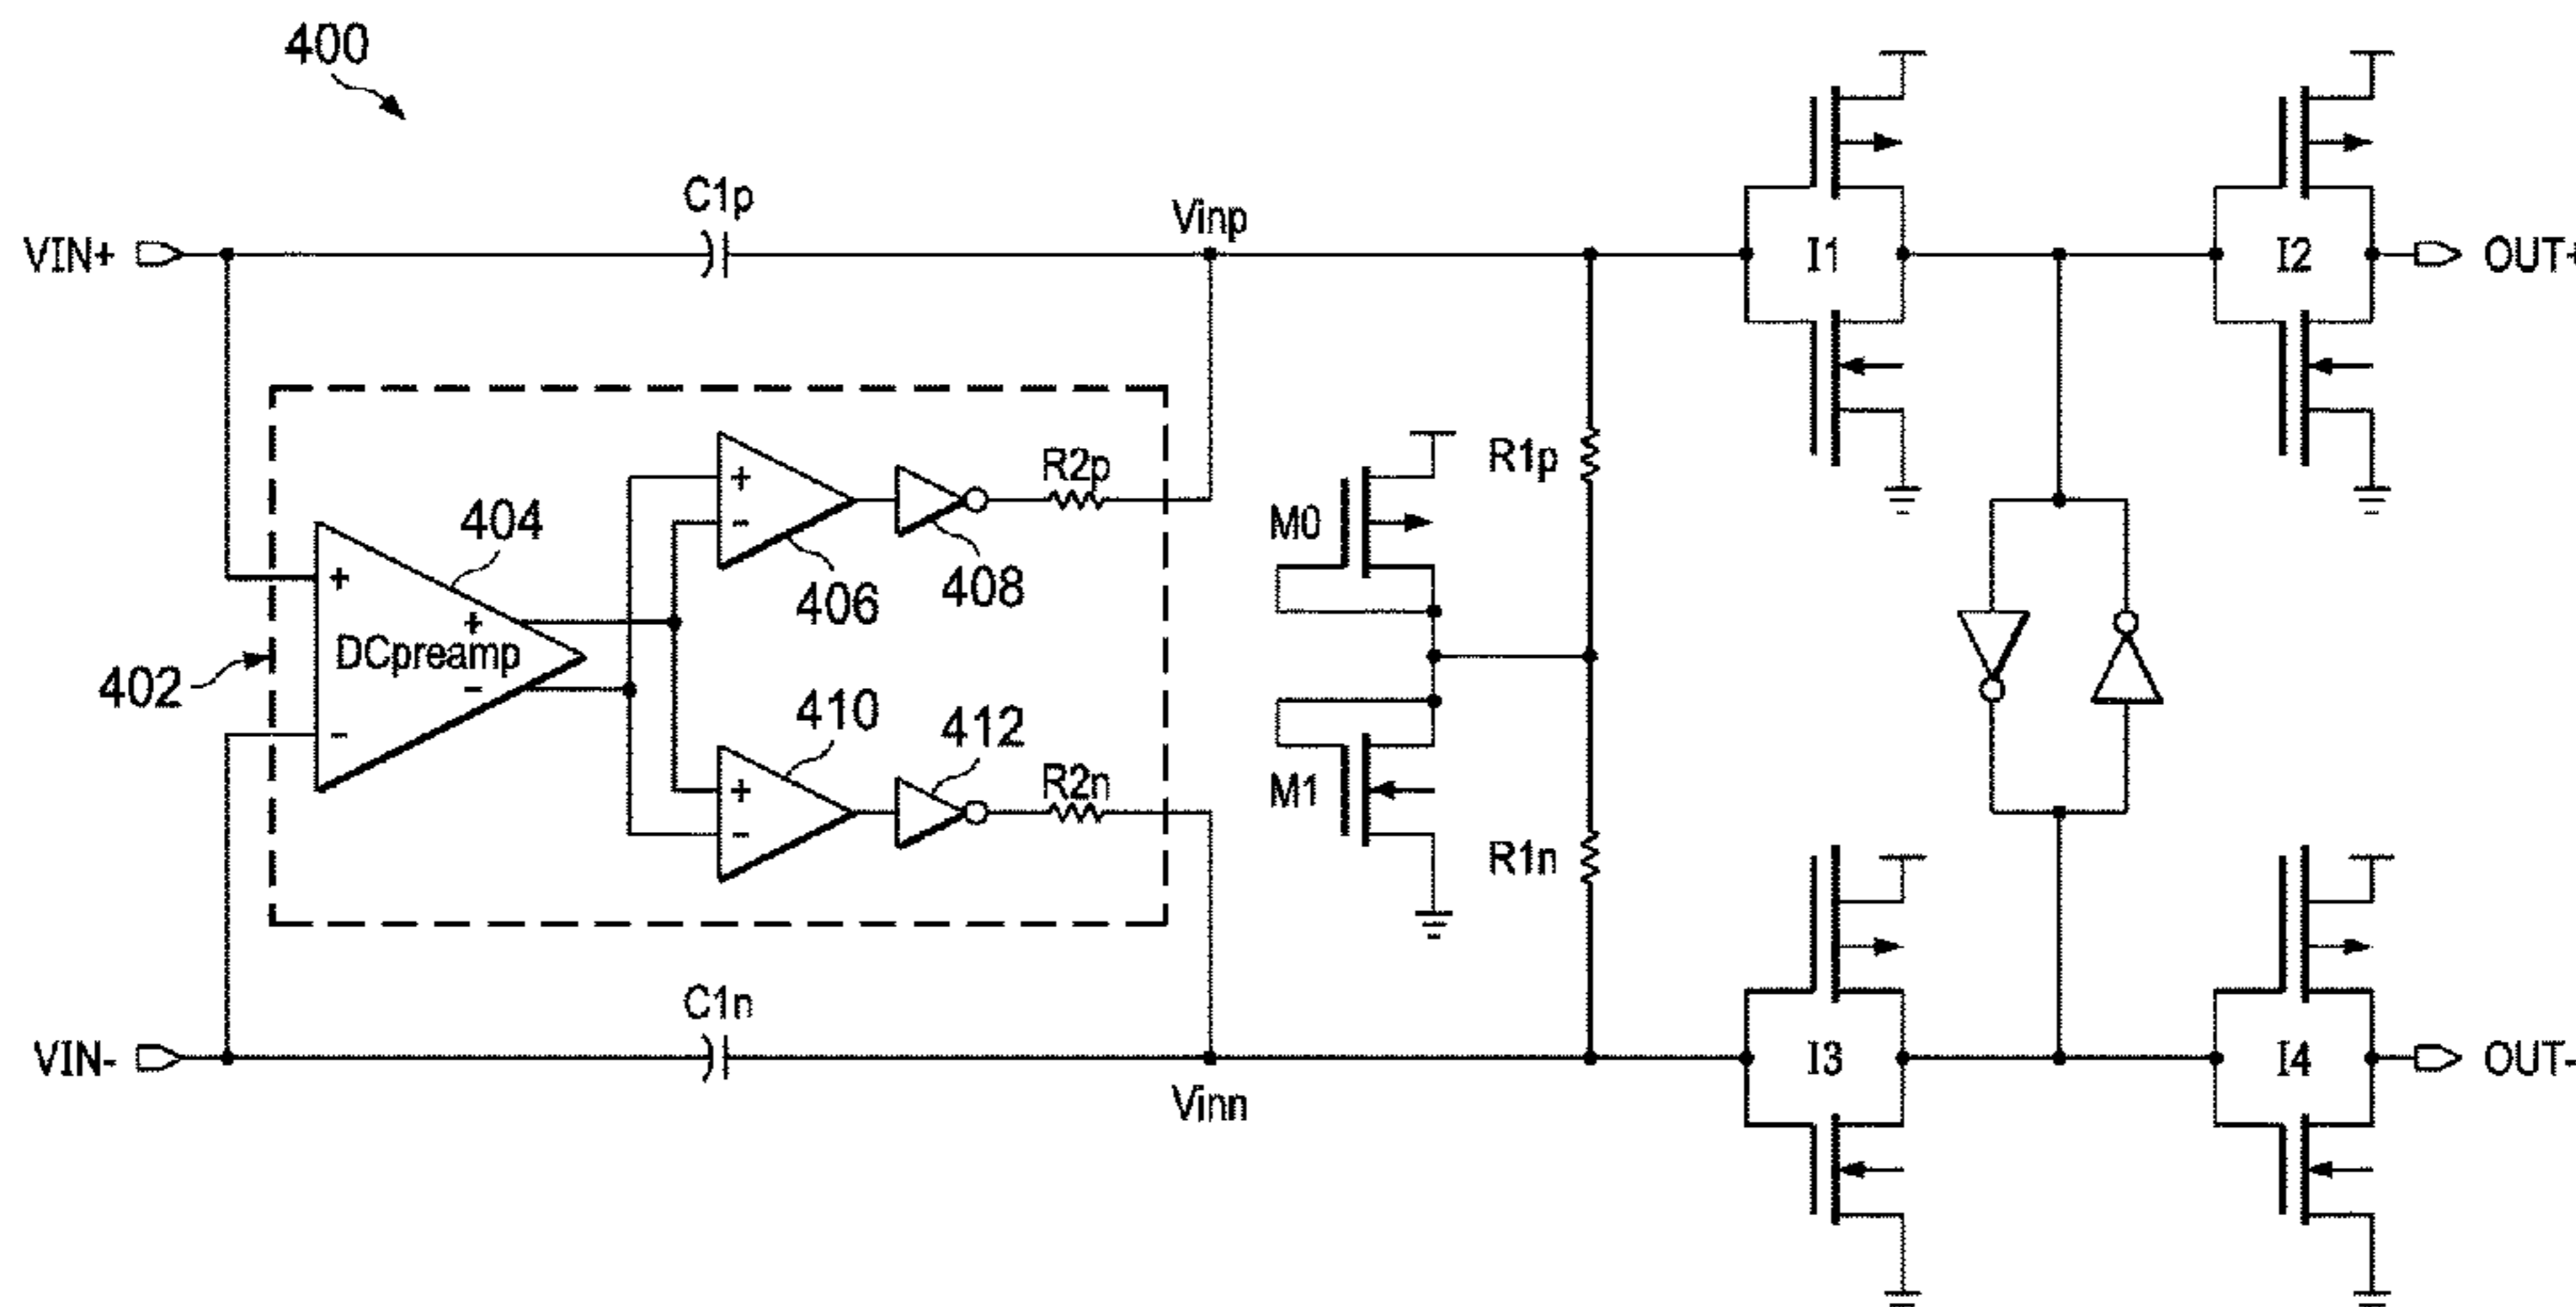 400
C1p
Vinp
VIN+
I1
I2
OUT+
R2p
R1p
404
+
-
M0
408
406
+
+
DCpreamp
-
-
402
410
412
R2n
+
-
M1
R1n
C1n
VIN-
I3
I4
OUT-
Vinn